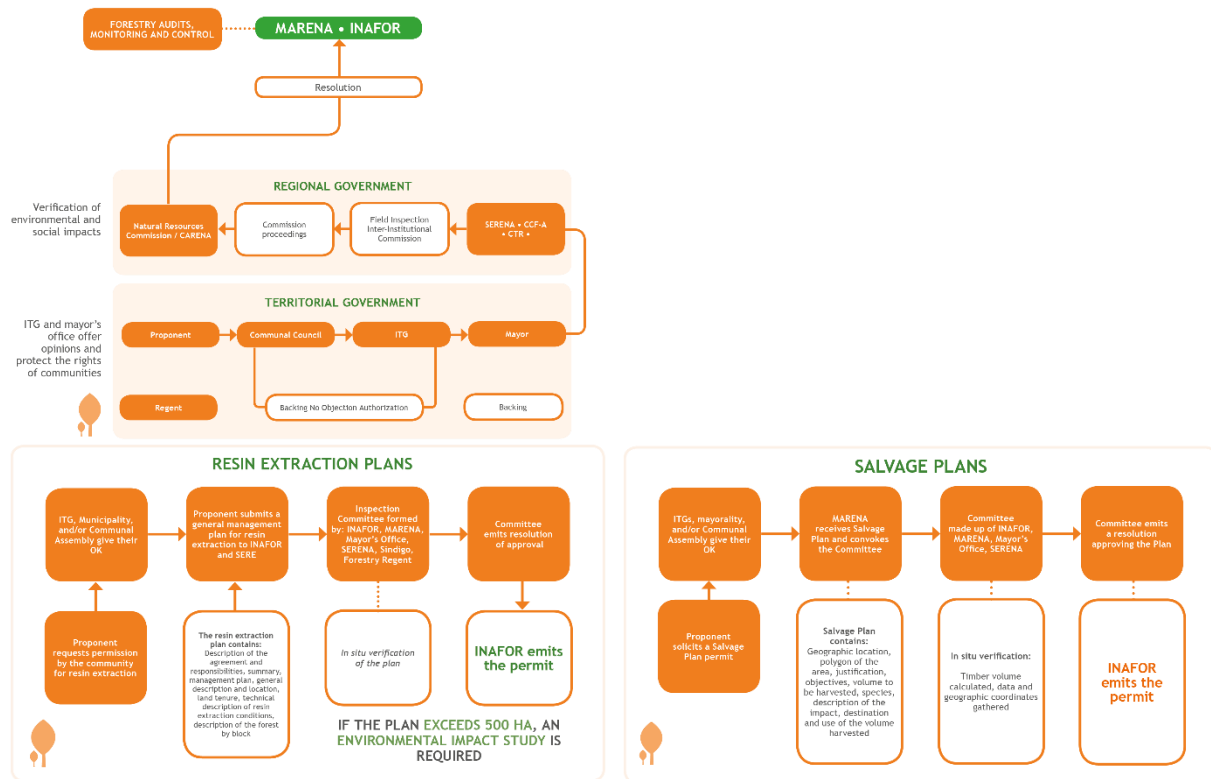 FORESTRY AUDITS,
MONITORING AND CONTROL
MARENA • INAFOR
Resolution
Verification of
environmental and
social impacts
REGIONAL GOVERNMENT
Natural Resources
Commission / CARENA
Commission
proceedings
Field Inspection
Inter-Institutional
Commission
SERENA • CCF-A
• CTR •
ITG and mayor's
office offer
opinions and
protect the rights
of communities
TERRITORIAL GOVERNMENT
Proponent
Communal Council
ITG
Mayor
Regent
Backing No Objection Authorization
Backing
RESIN EXTRACTION PLANS
ITG, Municipality,
and/or Communal
Assembly give their
OK
Proponent submits a
general management
plan for resin
extraction to INAFOR
and SERE
Inspection
Committee formed
by: INAFOR, MARENA,
Mayor's Office,
SERENA, Sindigo,
Forestry Regent
Committee
emits resolution
of approval
Proponent
requests permission
by the community
for resin extraction
The resin extraction
plan contains:
Description of the
agreement and
responsibilities, summary,
management plan, general
description and location,
land tenure, technical
description of resin
extraction conditions,
description of the forest
by block
In situ verification
of the plan
INAFOR emits
the permit
IF THE PLAN EXCEEDS 500 HA, AN
ENVIRONMENTAL IMPACT STUDY IS
REQUIRED
SALVAGE PLANS
ITGs, mayorality,
and/or Communal
Assembly give their
OK
MARENA
receives Salvage
Plan and convokes
the Committee
Committee
made up of INAFOR,
MARENA, Mayor's
Office, SERENA
Committee emits
a resolution
approving the Plan
Proponent
solicits a Salvage
Plan permit
Salvage Plan
contains:
Geographic location,
polygon of the
area, justification,
objectives, volume to
be harvested, species,
description of the
impact, destination
and use of the volume
harvested
In situ verification:
Timber volume
calculated, data and
geographic coordinates
gathered
INAFOR
emits the
permit